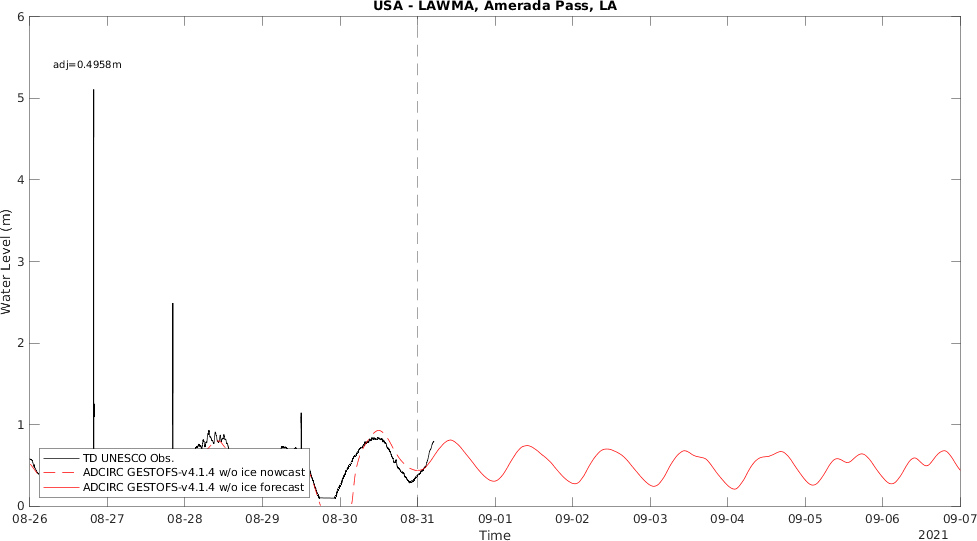 USA - LAWMA, Amerada Pass, LA
adj=0.4958m
Water Level (m)
6
5
4
3
2
1
0
TD UNESCO Obs.
ADCIRC GESTOFS-v4.1.4 w/o ice nowcast
ADCIRC GESTOFS-v4.1.4 w/o ice forecast
08-26 08-27 08-28 08-29 08-30 08-31 09-01 09-02 09-03 09-04 09-05 09-06 09-07
Time
2021